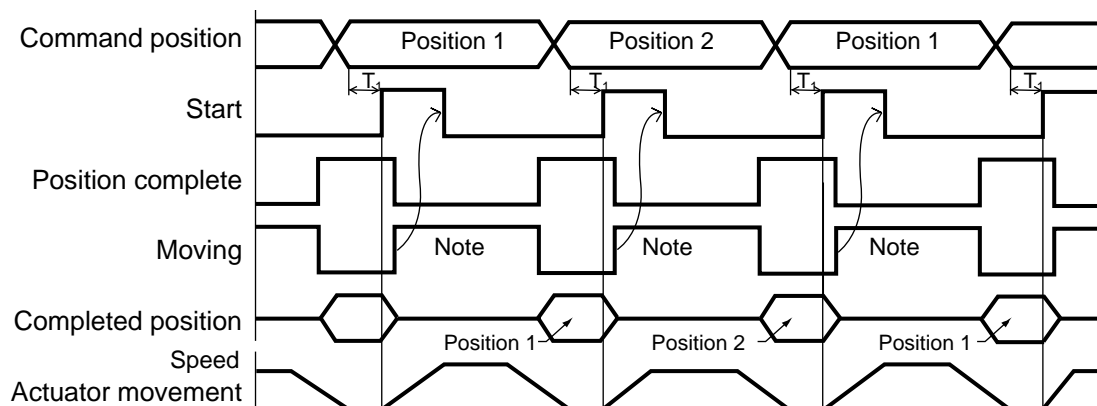 Command position Position 1 Position 2 Position 1
T1 T1 T1 T1
Start
Position complete
Moving Note Note Note
Completed position
Position 1 Position 2 Position 1
Speed
Actuator movement